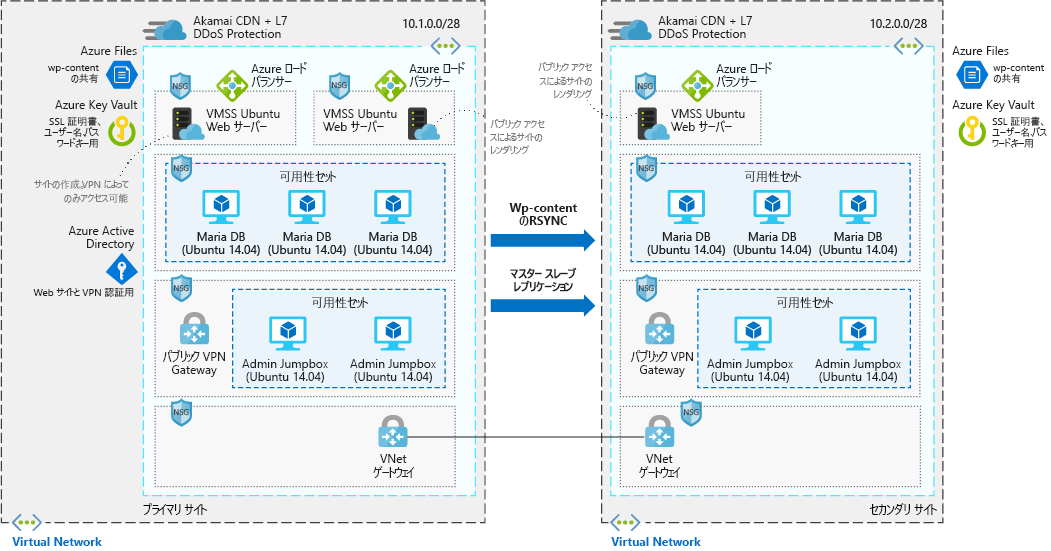 Akamai CDN + L7
DDoS Protection
10.1.0.0/28
Azure Files
wp-content
の共有
Azure Key Vault
SSL 証明書、
ユーザー名、パス
ワードキー用
サイトの作成。VPN によって
のみアクセス可能
Azure Active
Directory
Web サイトと VPN 認証用
NSG
Azure ロード
バランサー
VMSS Ubuntu
Web サーバー
NSG
Azure ロード
バランサー
VMSS Ubuntu
Web サーバー
パブリック アクセ
スによるサイトの
レンダリング
NSG
可用性セット
Maria DB
(Ubuntu 14.04)
Maria DB
(Ubuntu 14.04)
Maria DB
(Ubuntu 14.04)
NSG
可用性セット
パブリック VPN
Gateway
Admin Jumpbox
(Ubuntu 14.04)
Admin Jumpbox
(Ubuntu 14.04)
NSG
VNet
ゲートウェイ
プライマリ サイト
Virtual Network
Wp-content
のRSYNC
マスター スレーブ
レプリケーション
Akamai CDN + L7
DDoS Protection
10.2.0.0/28
パブリック アクセ
スによるサイトの
レンダリング
NSG
Azure ロード
バランサー
VMSS Ubuntu
Web サーバー
NSG
可用性セット
Maria DB
(Ubuntu 14.04)
Maria DB
(Ubuntu 14.04)
Maria DB
(Ubuntu 14.04)
NSG
可用性セット
パブリック VPN
Gateway
Admin Jumpbox
(Ubuntu 14.04)
Admin Jumpbox
(Ubuntu 14.04)
NSG
VNet
ゲートウェイ
セカンダリ サイト
Virtual Network
Azure Files
wp-content
の共有
Azure Key Vault
SSL 証明書、
ユーザー名、パス
ワードキー用